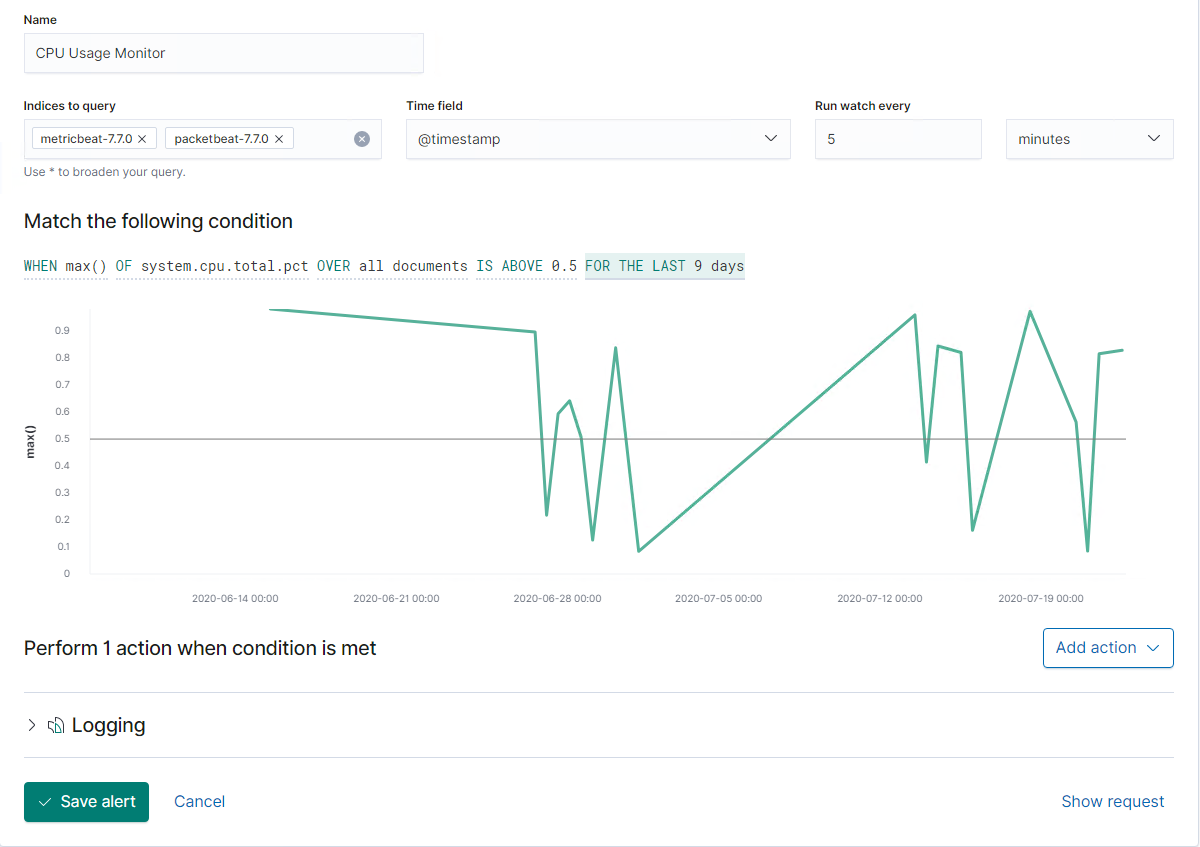 Name
CPU Usage Monitor
Indices to query
Time field
Run watch every
metricbeat-7.7.0
packetbeat-7.7.0
@timestamp
5
minutes
Use * to broaden your query.
Match the following condition
WHEN max() OF system.cpu.total.pct OVER all documents IS ABOVE 0.5 FOR THE LAST 9 days
max()
0.9
0.8
0.7
0.6
0.5
0.4
0.3
0.2
0.1
0
2020-06-14 00:00
2020-06-21 00:00
2020-06-28 00:00
2020-07-05 00:00
2020-07-12 00:00
2020-07-19 00:00
Perform 1 action when condition is met
Add action
Logging
Save alert
Cancel
Show request